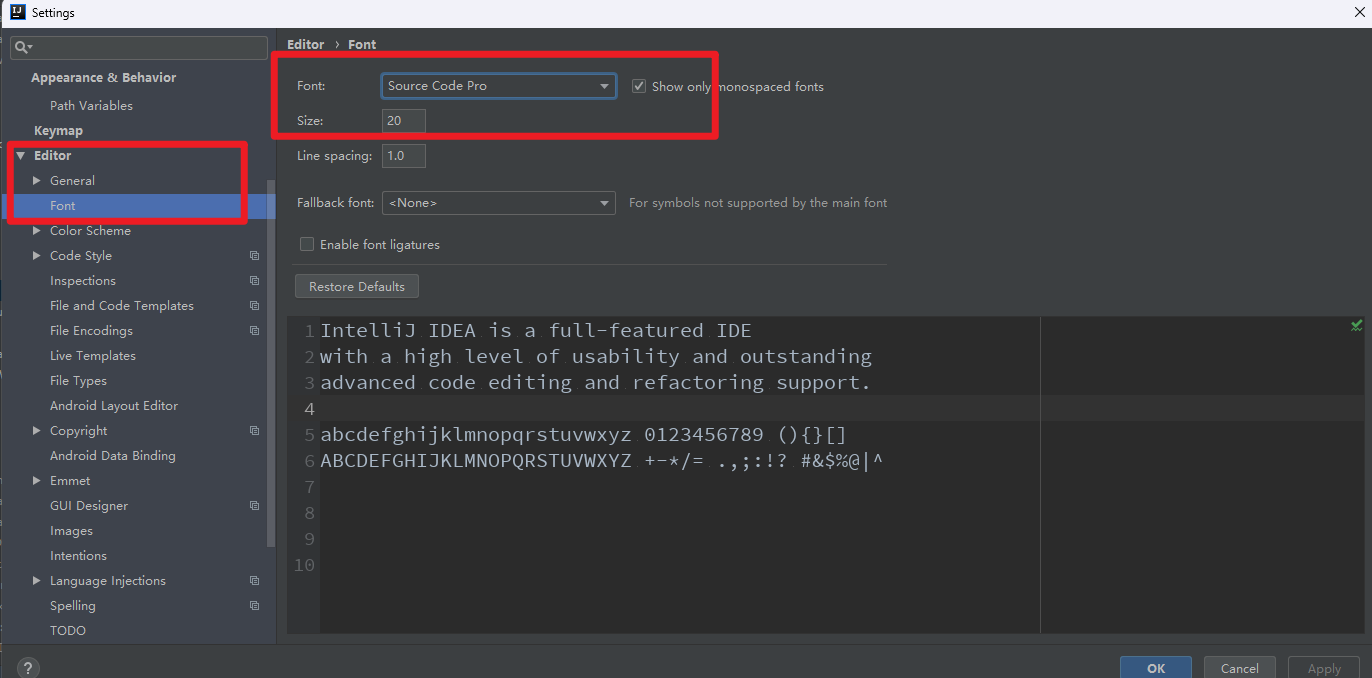 Settings
Editor › Font
Appearance & Behavior
Path Variables
Keymap
Editor
General
Font
Color Scheme
Code Style
Inspections
File and Code Templates
File Encodings
Live Templates
File Types
Android Layout Editor
Copyright
Android Data Binding
Emmet
GUI Designer
Images
Intentions
Language Injections
Spelling
TODO
Font: Source Code Pro Show only monospaced fonts
Size: 20
Line spacing: 1.0
Fallback font: <None> For symbols not supported by the main font
Enable font ligatures
Restore Defaults
1 IntelliJ IDEA is a full-featured IDE
2 with a high level of usability and outstanding
3 advanced code editing and refactoring support.
4
5 abcdefghijklmnopqrstuvwxyz 0123456789 (){}[]
6 ABCDEFGHIJKLMNOPQRSTUVWXYZ +-*/= .,;:!? #&$%@|^
7
8
9
10
? OK Cancel Apply